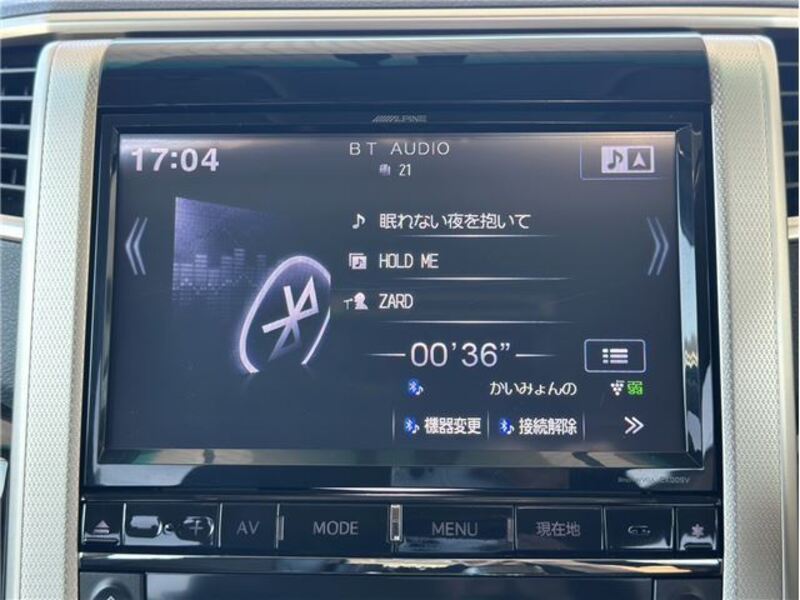 ALPINE
17:04
BT AUDIO
21
眠れない夜を抱いて
HOLD ME
ZARD
00'36"
かいみょんの
弱
機器変更
接続解除
AV
MODE
MENU
現在地